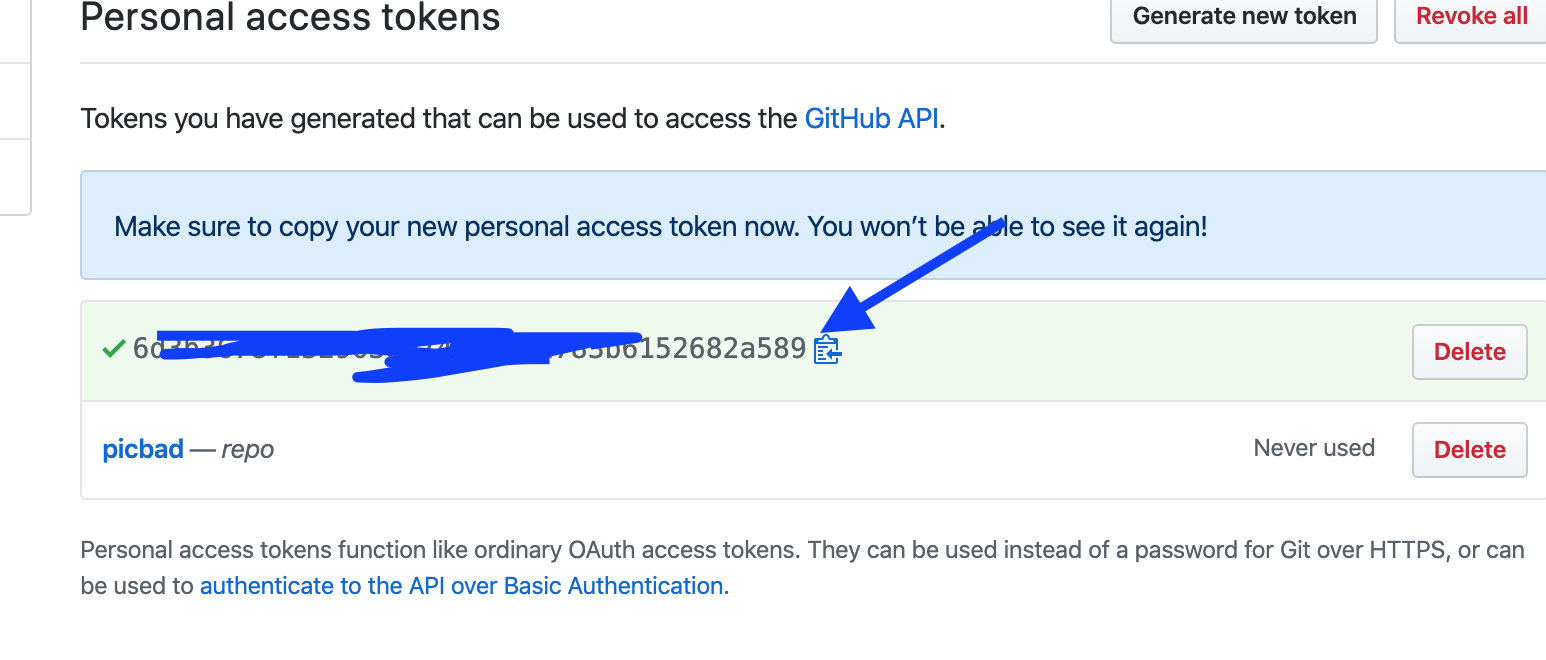 Personal access tokens
Generate new token
Revoke all
Tokens you have generated that can be used to access the GitHub API.
Make sure to copy your new personal access token now. You won’t be able to see it again!
6d 6152682a589
Delete
picbad — repo
Never used
Delete
Personal access tokens function like ordinary OAuth access tokens. They can be used instead of a password for Git over HTTPS, or can
be used to authenticate to the API over Basic Authentication.